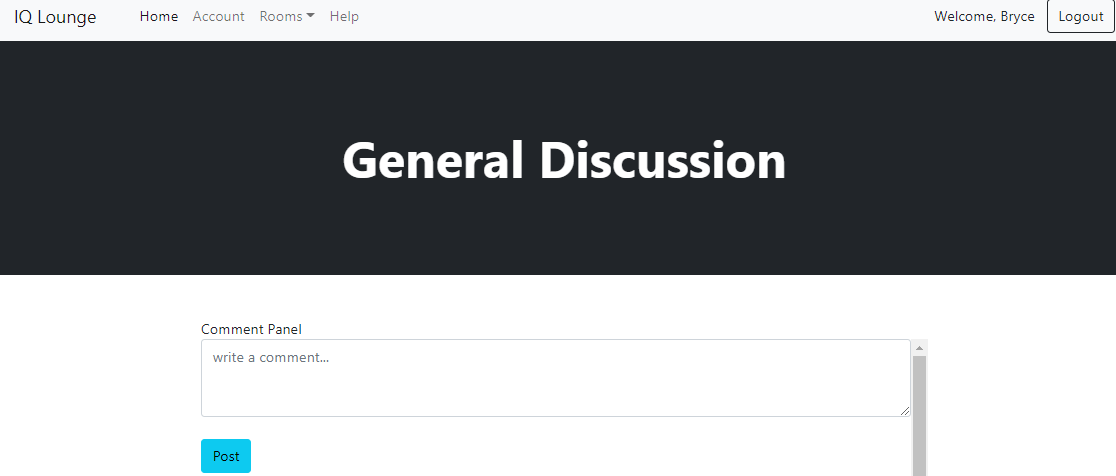 IQ Lounge Home Account Rooms Help Welcome, Bryce Logout
General Discussion
Comment Panel
write a comment...
Post